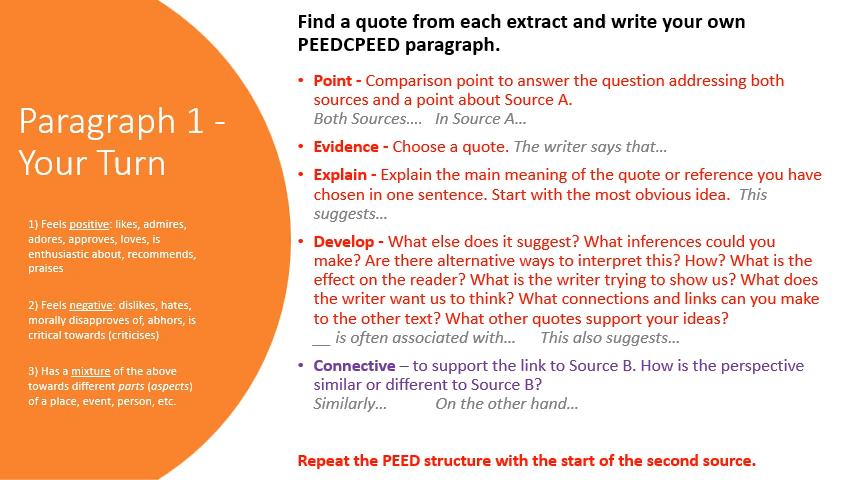 Paragraph 1 -
Your Turn
1) Feels positive: likes, admires,
adores, approves, loves, is
enthusiastic about, recommends,
praises
2) Feels negative: dislikes, hates,
morally disapproves of, abhors, is
critical towards (criticises)
3) Has a mixture of the above
towards different parts (aspects)
of a place, event, person, etc.
Find a quote from each extract and write your own
PEEDCPEED paragraph.
• Point - Comparison point to answer the question addressing both
sources and a point about Source A.
Both Sources…. In Source A…
• Evidence - Choose a quote. The writer says that…
• Explain - Explain the main meaning of the quote or reference you have
chosen in one sentence. Start with the most obvious idea. This
suggests…
• Develop - What else does it suggest? What inferences could you
make? Are there alternative ways to interpret this? How? What is the
effect on the reader? What is the writer trying to show us? What does
the writer want us to think? What connections and links can you make
to the other text? What other quotes support your ideas?
__ is often associated with… This also suggests…
• Connective – to support the link to Source B. How is the perspective
similar or different to Source B?
Similarly… On the other hand…
Repeat the PEED structure with the start of the second source.